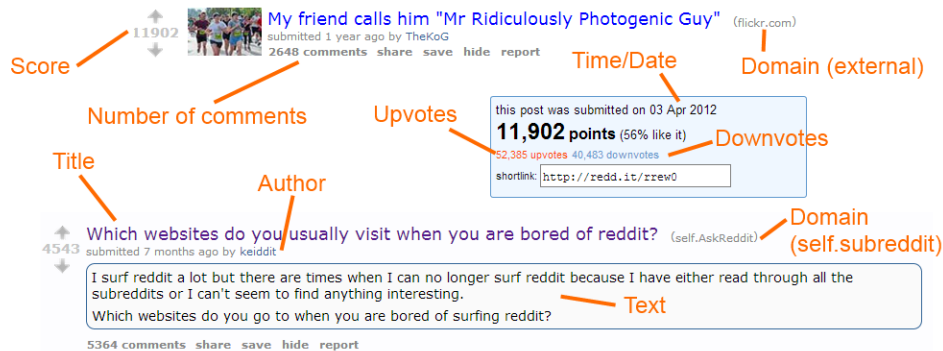 My friend calls him "Mr Ridiculously Photogenic Guy" (flickr.com)
11902
submitted 1 year ago by TheKoG
2648 comments share save hide report
Score
Time/Date
Domain (external)
Number of comments
this post was submitted on 03 Apr 2012
Upvotes
11,902 points (56% like it)
Downvotes
52,385 upvotes 40,483 downvotes
shortlink: http://redd.it/rrew0
Title
Author
Domain
(self.subreddit)
4543
Which websites do you usually visit when you are bored of reddit? (self.AskReddit)
submitted 7 months ago by keiddit
I surf reddit a lot but there are times when I can no longer surf reddit because I have either read through all the
subreddits or I can't seem to find anything interesting.
Text
Which websites do you go to when you are bored of surfing reddit?
5364 comments share save hide report